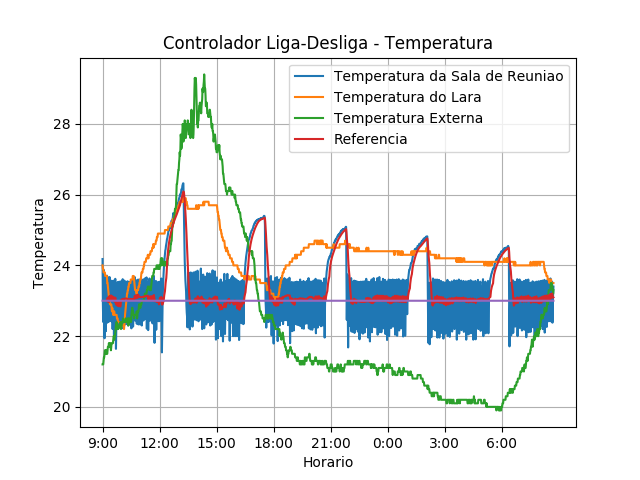 Controlador Liga-Desliga - Temperatura
Temperatura da Sala de Reuniao
Temperatura do Lara
Temperatura Externa
Referencia
Temperatura
28
26
24
22
20
9:00 12:00 15:00 18:00 21:00 0:00 3:00 6:00
Horario